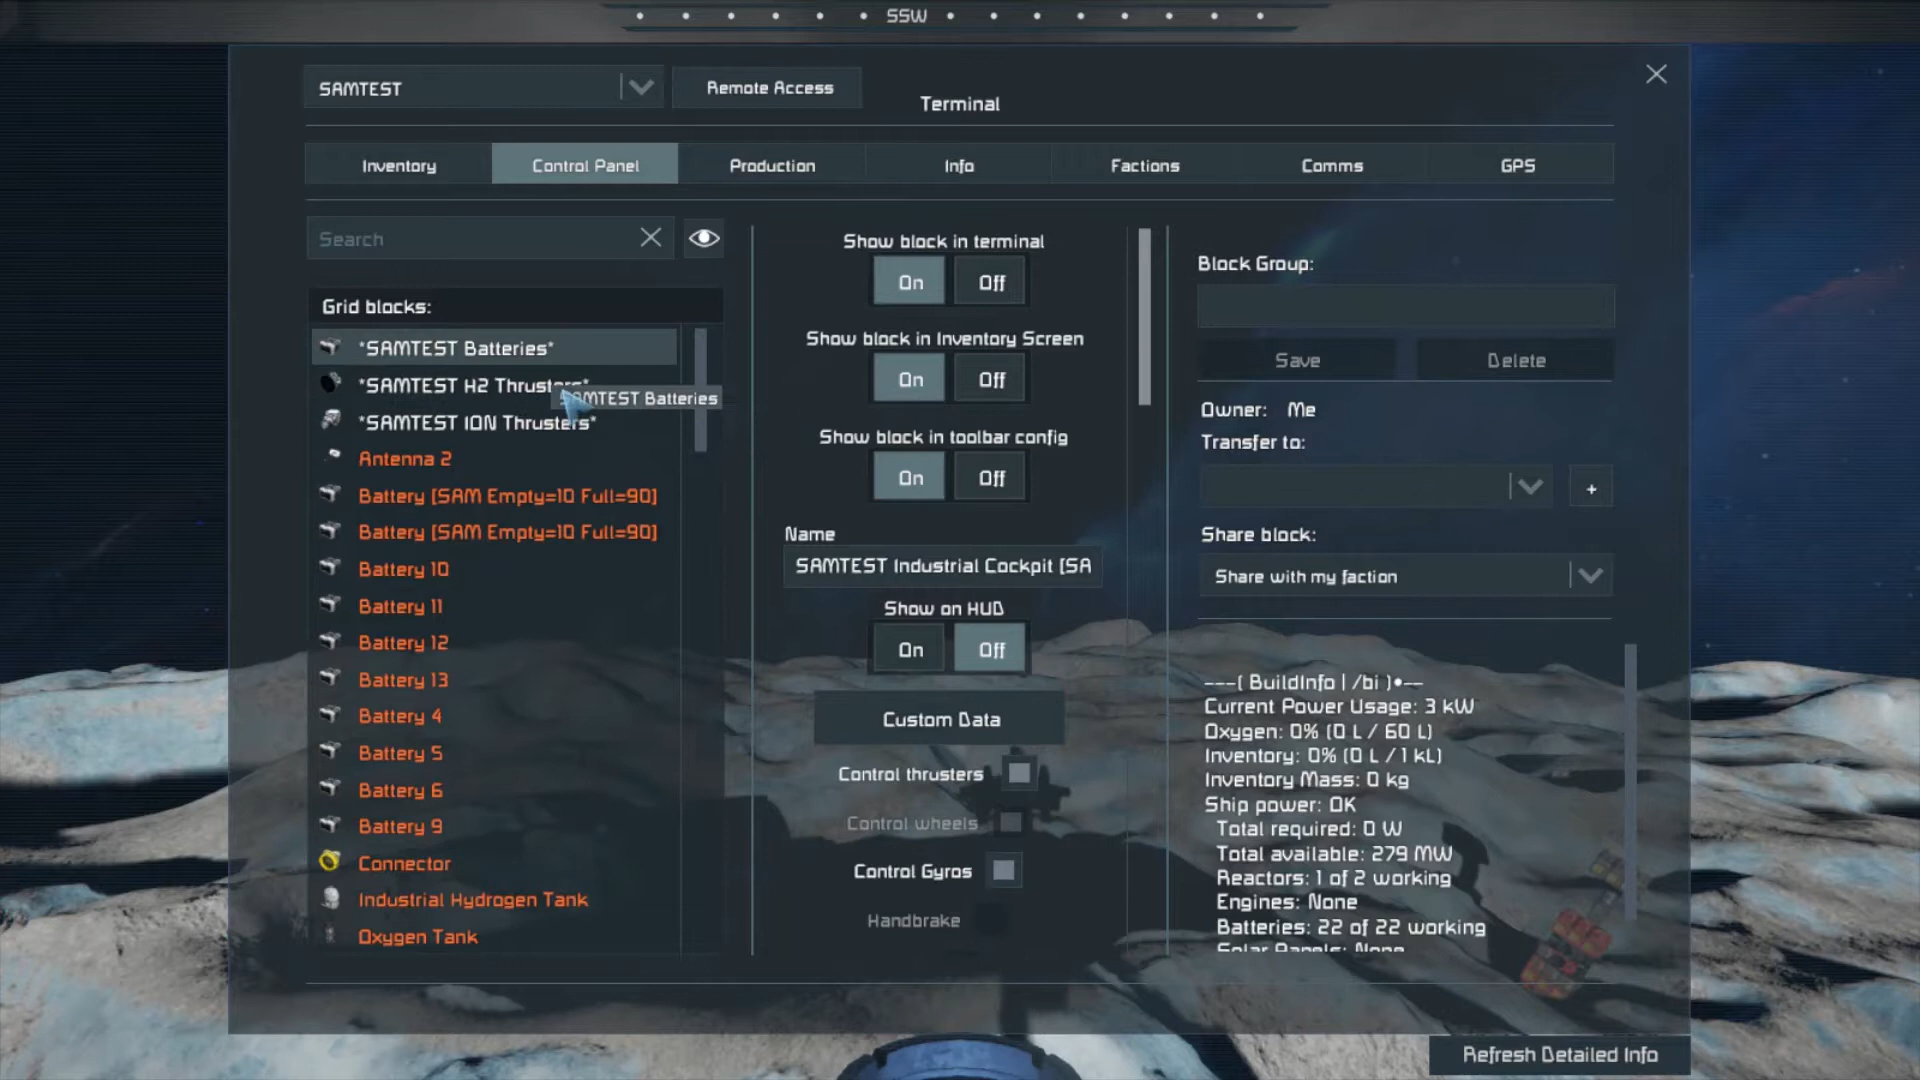 SSW
SAMTEST
Remote Access
Terminal
Inventory
Control Panel
Production
Info
Factions
Comms
GPS
Search
Grid blocks:
*SAMTEST Batteries*
*SAMTEST H2 Thrusters*
SAMTEST Batteries
*SAMTEST ION Thrusters*
Antenna 2
Battery [SAM Empty=10 Full=90]
Battery [SAM Empty=10 Full=90]
Battery 10
Battery 11
Battery 12
Battery 13
Battery 4
Battery 5
Battery 6
Battery 9
Connector
Industrial Hydrogen Tank
Oxygen Tank
Show block in terminal
On Off
Show block in Inventory Screen
On Off
Show block in toolbar config
On Off
Name
SAMTEST Industrial Cockpit [SA
Show on HUD
On Off
Custom Data
Control thrusters
Control wheels
Control Gyros
Handbrake
Block Group:
Save
Delete
Owner: Me
Transfer to:
+
Share block:
Share with my faction
---( BuildInfo | /bi )•---
Current Power Usage: 3 kW
Oxygen: 0% (0 L / 60 L)
Inventory: 0% (0 L / 1 kL)
Inventory Mass: 0 kg
Ship power: OK
Total required: 0 W
Total available: 279 MW
Reactors: 1 of 2 working
Engines: None
Batteries: 22 of 22 working
Solar Panels: None
Refresh Detailed Info